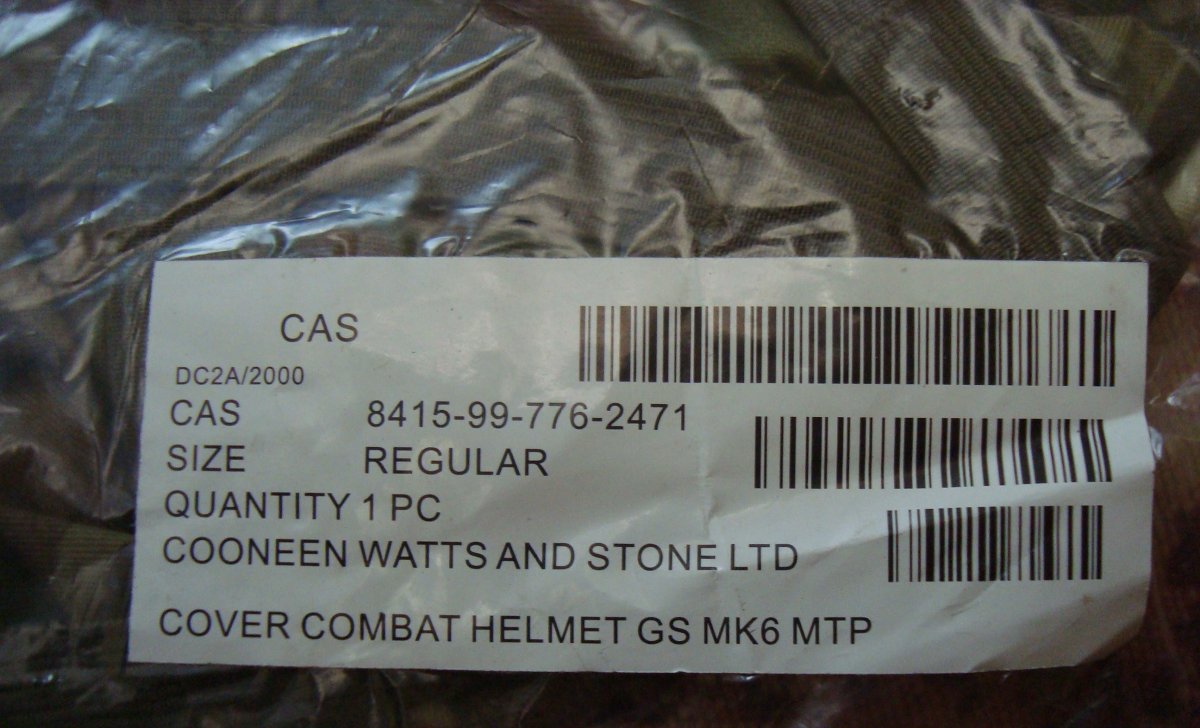 CAS
DC2A/2000
CAS 8415-99-776-2471
SIZE REGULAR
QUANTITY 1 PC
COONEEN WATTS AND STONE LTD
COVER COMBAT HELMET GS MK6 MTP